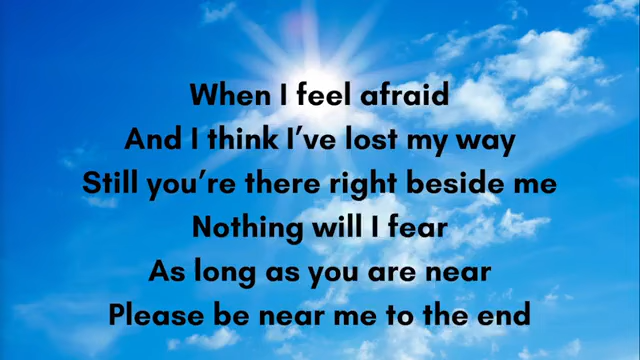 When I feel afraid
And I think I’ve lost my way
Still you’re there right beside me
Nothing will I fear
As long as you are near
Please be near me to the end